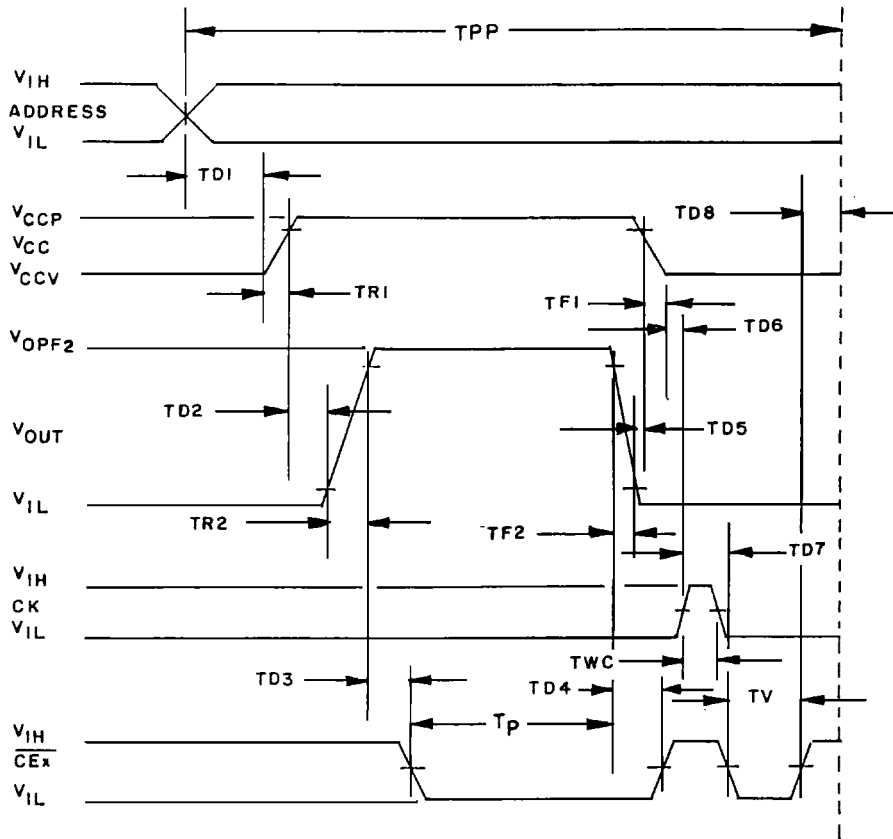 TPP
VIH
ADDRESS
VIL
TD1
VCCP
VCC
VCCV
TD8
TR1
TF1
TD6
VOPF2
TD2
VOUT
TD5
VIL
TR2
TF2
TD7
VIH
CK
VIL
TWC
TD3
TD4
TV
TP
VIH
CEx
VIL